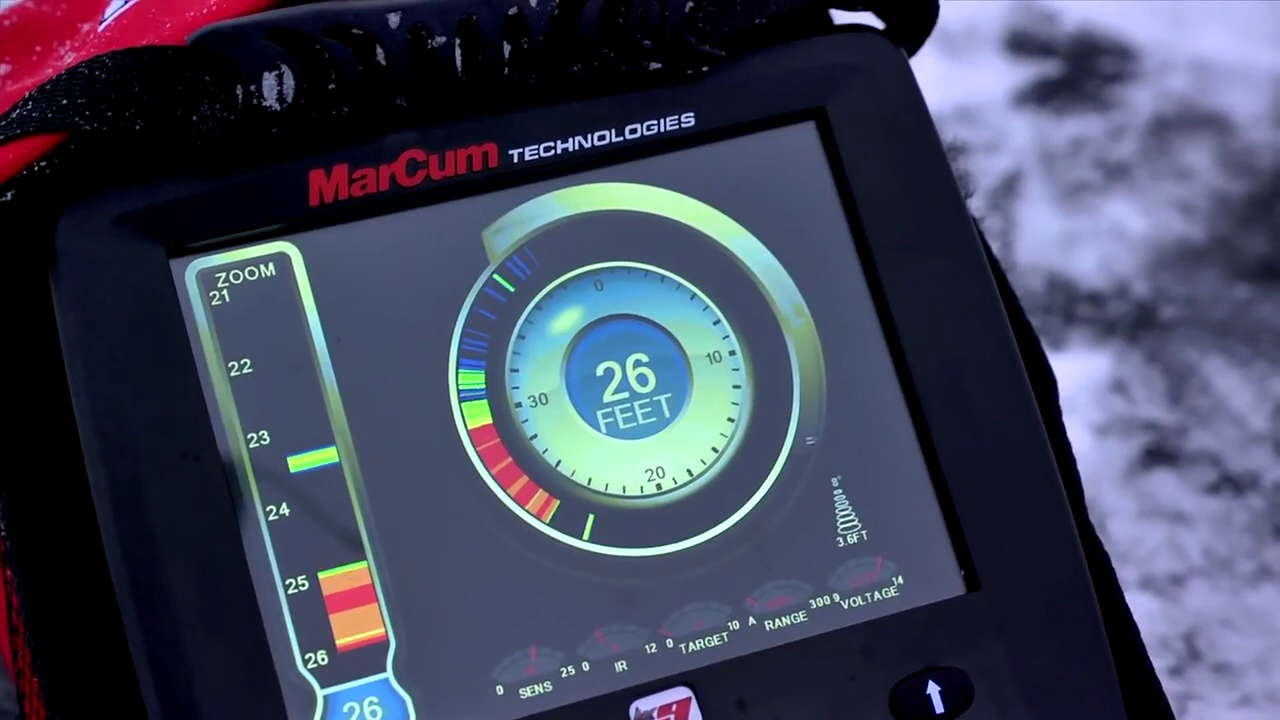 MarCum TECHNOLOGIES
ZOOM
21
22
23
24
25
26
26
0
10
20
30
26
FEET
8°
3.6FT
0 SENS 25
0 IR 12
0 TARGET 10
A RANGE 300
9 VOLTAGE 14